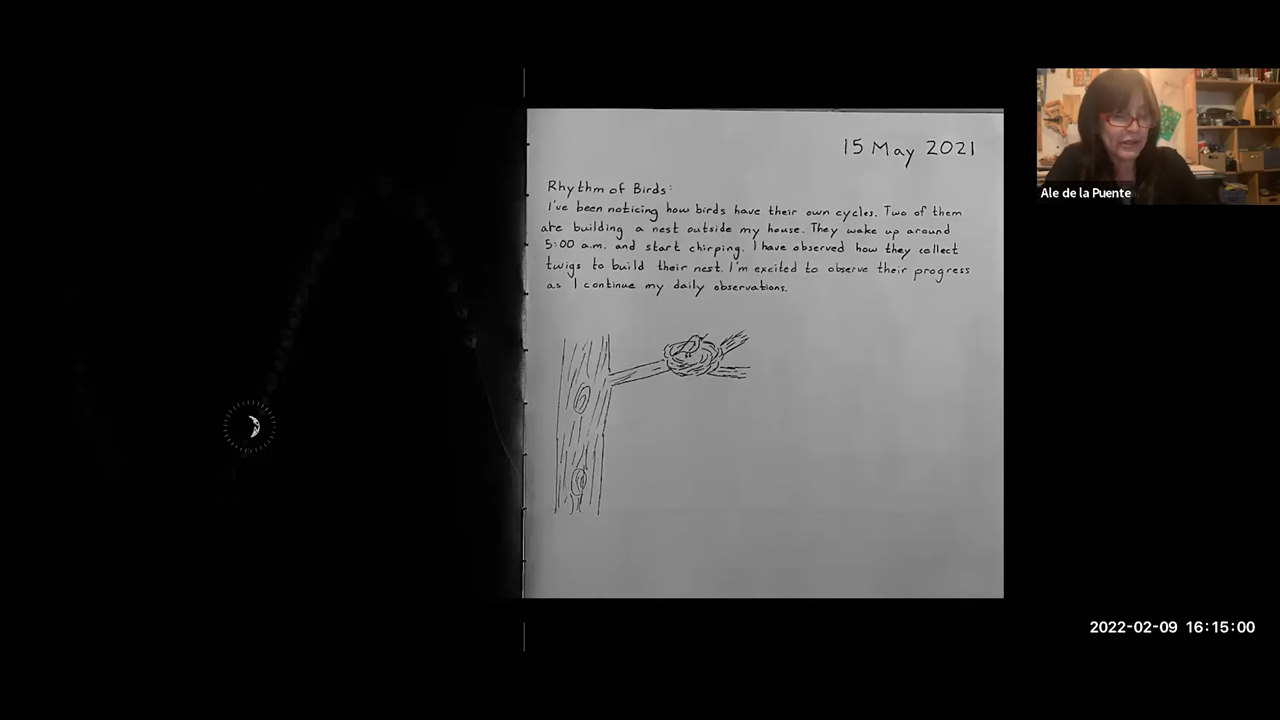 15 May 2021
Rhythm of Birds:
I've been noticing how birds have their own cycles. Two of them
are building a nest outside my house. They wake up around
5:00 a.m. and start chirping. I have observed how they collect
twigs to build their nest. I'm excited to observe their progress
as I continue my daily observations.
Ale de la Puente
2022-02-09 16:15:00